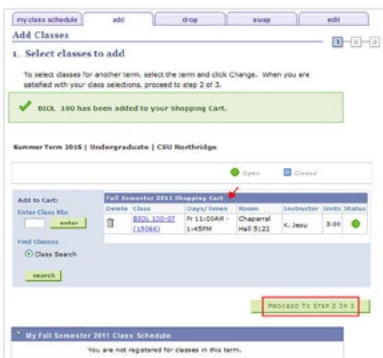 my class schedule
add
drop
swap
edit
Add Classes
1 2 3
1. Select classes to add
To select classes for another term, select the term and click Change. When you are
satisfied with your class selections, proceed to step 2 of 3.
BIOL 100 has been added to your Shopping Cart.
Summer Term 2015 | Undergraduate | CSU Northridge
Open
Closed
Add to Cart:
Fall Semester 2011 Shopping Cart
Delete Class Days/Times Room Instructor Units Status
Enter Class Nbr
enter
BIOL 100-07
(15066)
Fr 11:00AM -
1:45PM
Chaparral
Hall 5122
K. Jesu
3.00
Find Classes
Class Search
search
PROCEED TO STEP 2 OF 3
My Fall Semester 2011 Class Schedule
You are not registered for classes in this term.